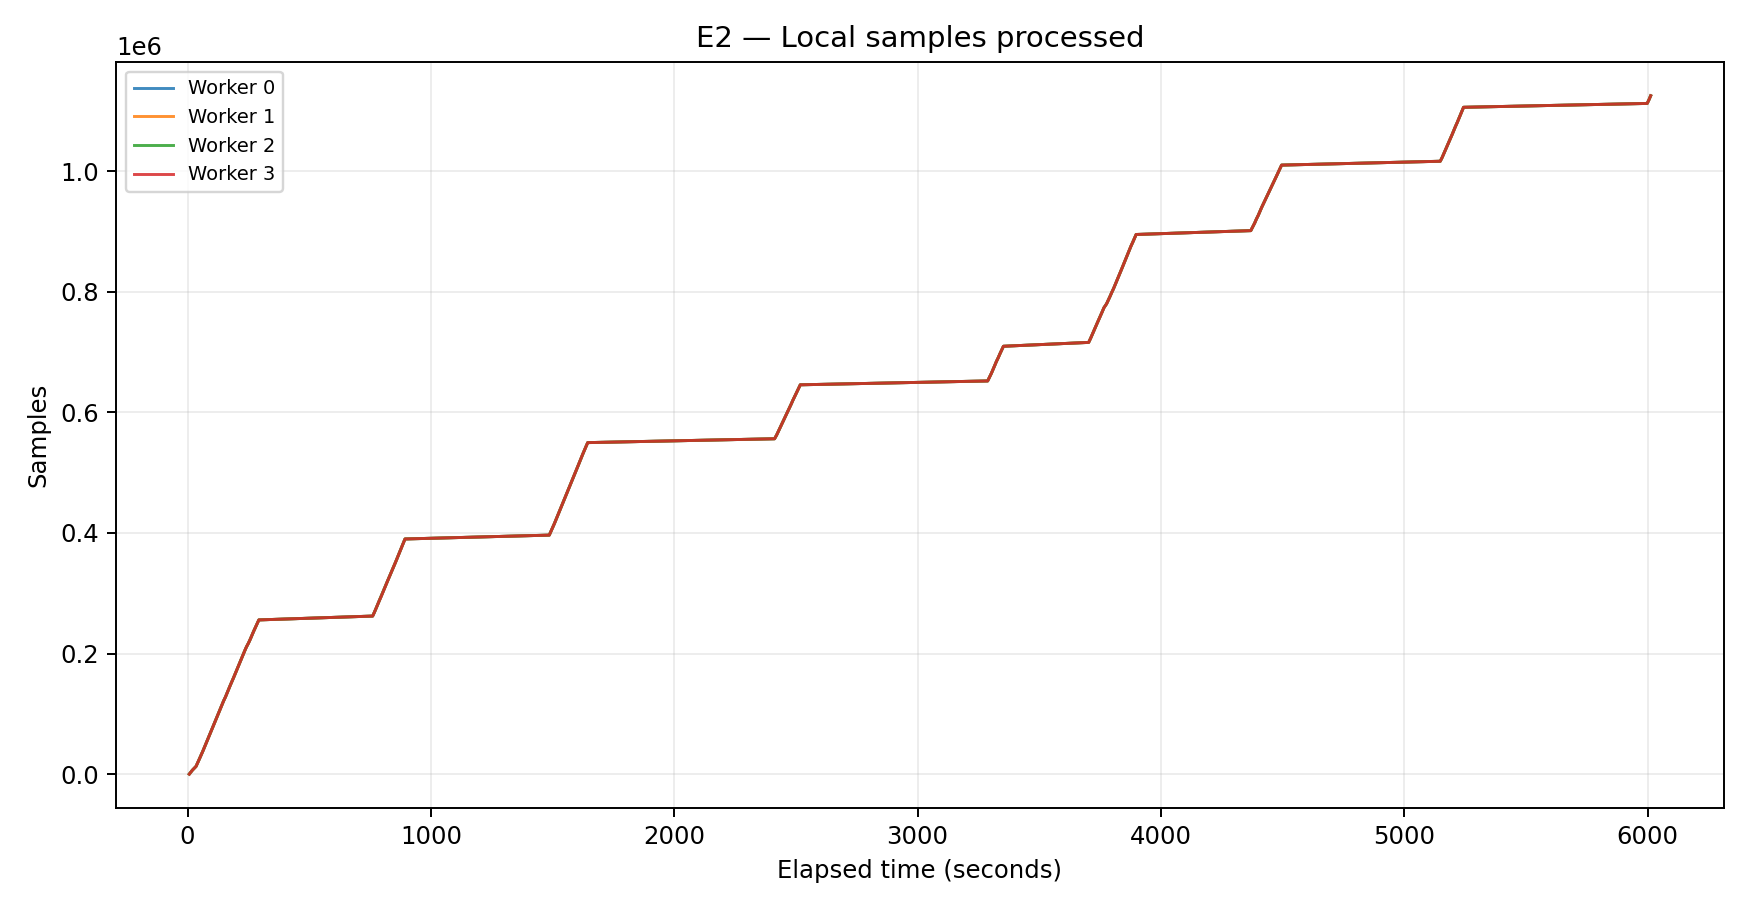 E2 — Local samples processed
1e6
Worker 0
Worker 1
Worker 2
Worker 3
1.0
0.8
0.6
0.4
0.2
0.0
Samples
0 1000 2000 3000 4000 5000 6000
Elapsed time (seconds)